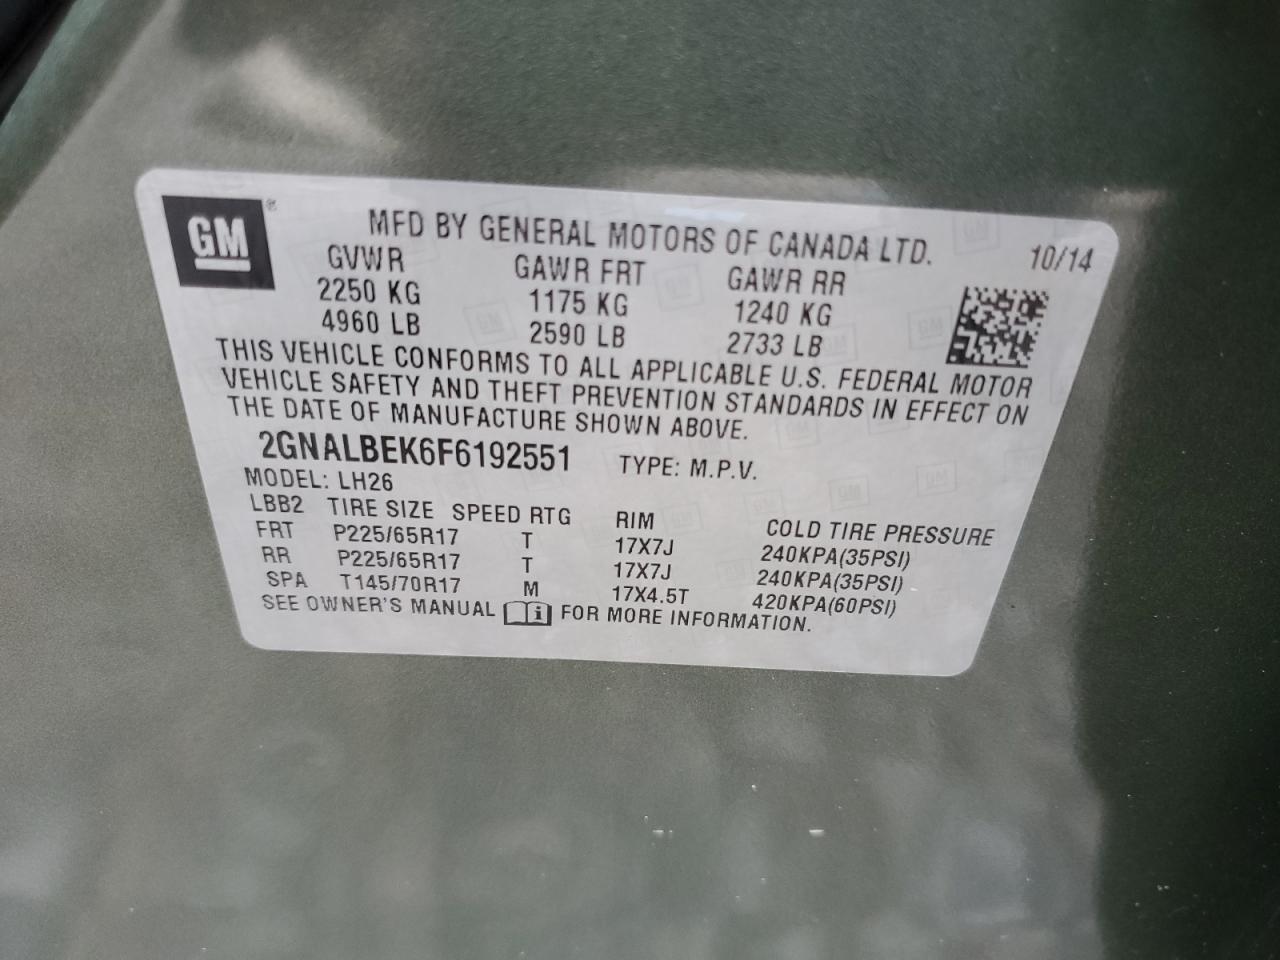 GM®
MFD BY GENERAL MOTORS OF CANADA LTD. 10/14
GVWR GAWR FRT GAWR RR
2250 KG 1175 KG 1240 KG
4960 LB 2590 LB 2733 LB
THIS VEHICLE CONFORMS TO ALL APPLICABLE U.S. FEDERAL MOTOR
VEHICLE SAFETY AND THEFT PREVENTION STANDARDS IN EFFECT ON
THE DATE OF MANUFACTURE SHOWN ABOVE.
2GNALBEK6F6192551 TYPE: M.P.V.
MODEL: LH26
LBB2 TIRE SIZE SPEED RTG RIM COLD TIRE PRESSURE
FRT P225/65R17 T 17X7J 240KPA(35PSI)
RR P225/65R17 T 17X7J 240KPA(35PSI)
SPA T145/70R17 M 17X4.5T 420KPA(60PSI)
SEE OWNER'S MANUAL i FOR MORE INFORMATION.